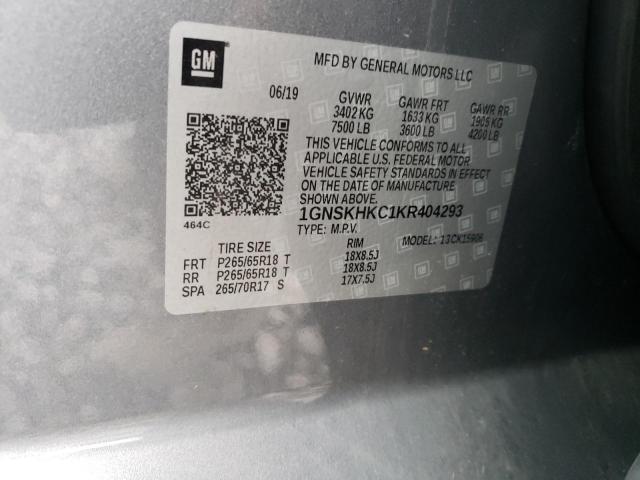 GM
MFD BY GENERAL MOTORS LLC
06/19 GVWR GAWR FRT GAWR RR
3402 KG 1633 KG 1905 KG
7500 LB 3600 LB 4200 LB
THIS VEHICLE CONFORMS TO ALL
APPLICABLE U.S. FEDERAL MOTOR
VEHICLE SAFETY STANDARDS IN EFFECT
ON THE DATE OF MANUFACTURE
SHOWN ABOVE.
1GNSKHKC1KR404293
464C
TYPE: M.P.V. MODEL: 13CK15906
TIRE SIZE RIM
FRT P265/65R18 T 18X8.5J
RR P265/65R18 T 18X8.5J
SPA 265/70R17 S 17X7.5J